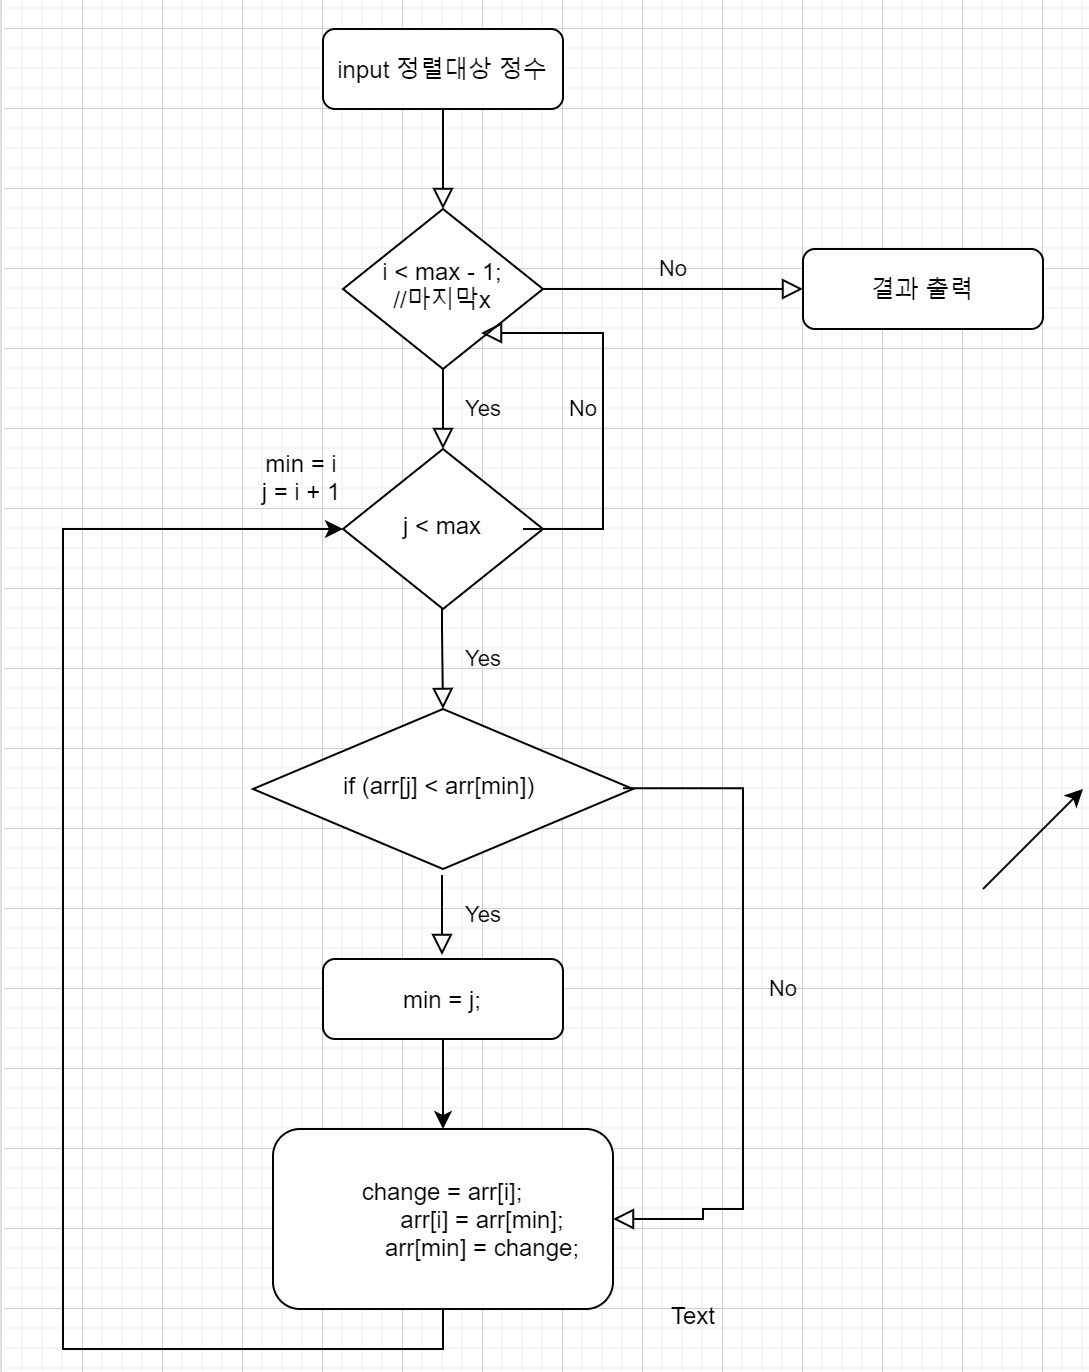 input 정렬대상 정수
i < max - 1;
//마지막x
No
결과 출력
Yes
No
min = i
j = i + 1
j < max
Yes
if (arr[j] < arr[min])
Yes
min = j;
No
change = arr[i];
arr[i] = arr[min];
arr[min] = change;
Text